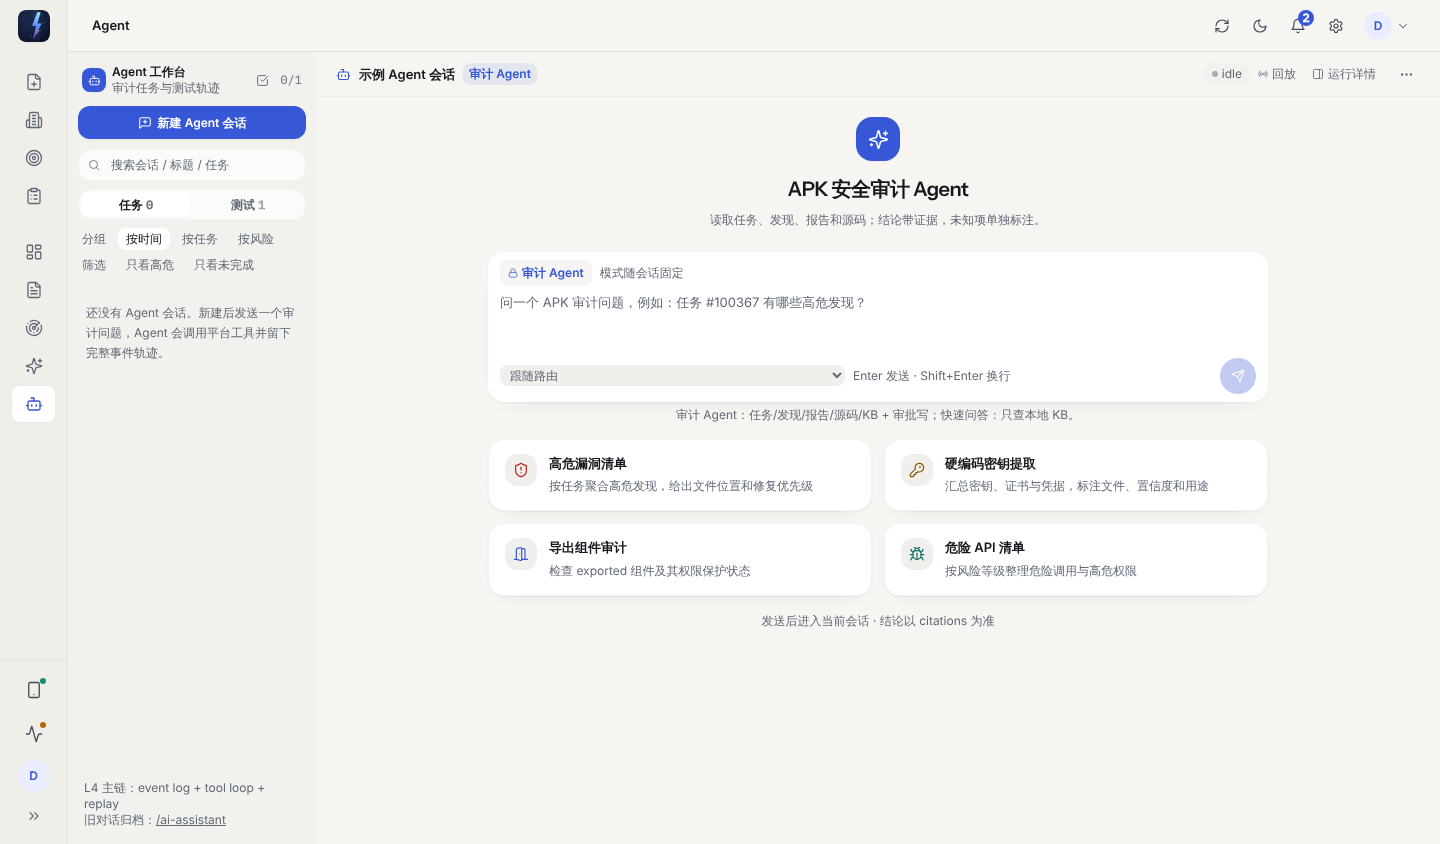 Agent
2
D
Agent 工作台
审计任务与测试轨迹
0/1
新建 Agent 会话
搜索会话 / 标题 / 任务
任务 0
测试 1
分组
按时间
按任务
按风险
筛选
只看高危
只看未完成
还没有 Agent 会话。新建后发送一个审
计问题，Agent 会调用平台工具并留下
完整事件轨迹。
L4 主链：event log + tool loop +
replay
旧对话归档：/ai-assistant
D
示例 Agent 会话
审计 Agent
idle
回放
运行详情
APK 安全审计 Agent
读取任务、发现、报告和源码；结论带证据，未知项单独标注。
审计 Agent
模式随会话固定
问一个 APK 审计问题，例如：任务 #100367 有哪些高危发现？
跟随路由
Enter 发送 · Shift+Enter 换行
审计 Agent：任务/发现/报告/源码/KB + 审批写；快速问答：只查本地 KB。
高危漏洞清单
按任务聚合高危发现，给出文件位置和修复优先级
硬编码密钥提取
汇总密钥、证书与凭据，标注文件、置信度和用途
导出组件审计
检查 exported 组件及其权限保护状态
危险 API 清单
按风险等级整理危险调用与高危权限
发送后进入当前会话 · 结论以 citations 为准